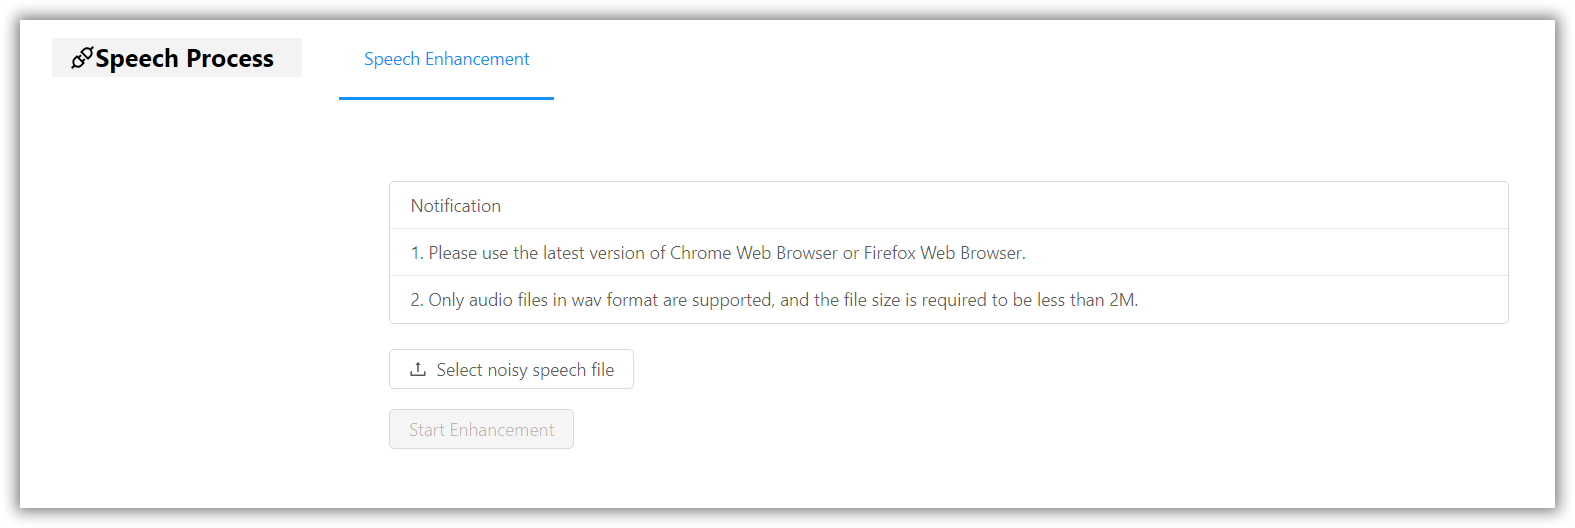 Speech Process
Speech Enhancement
Notification
1. Please use the latest version of Chrome Web Browser or Firefox Web Browser.
2. Only audio files in wav format are supported, and the file size is required to be less than 2M.
Select noisy speech file
Start Enhancement